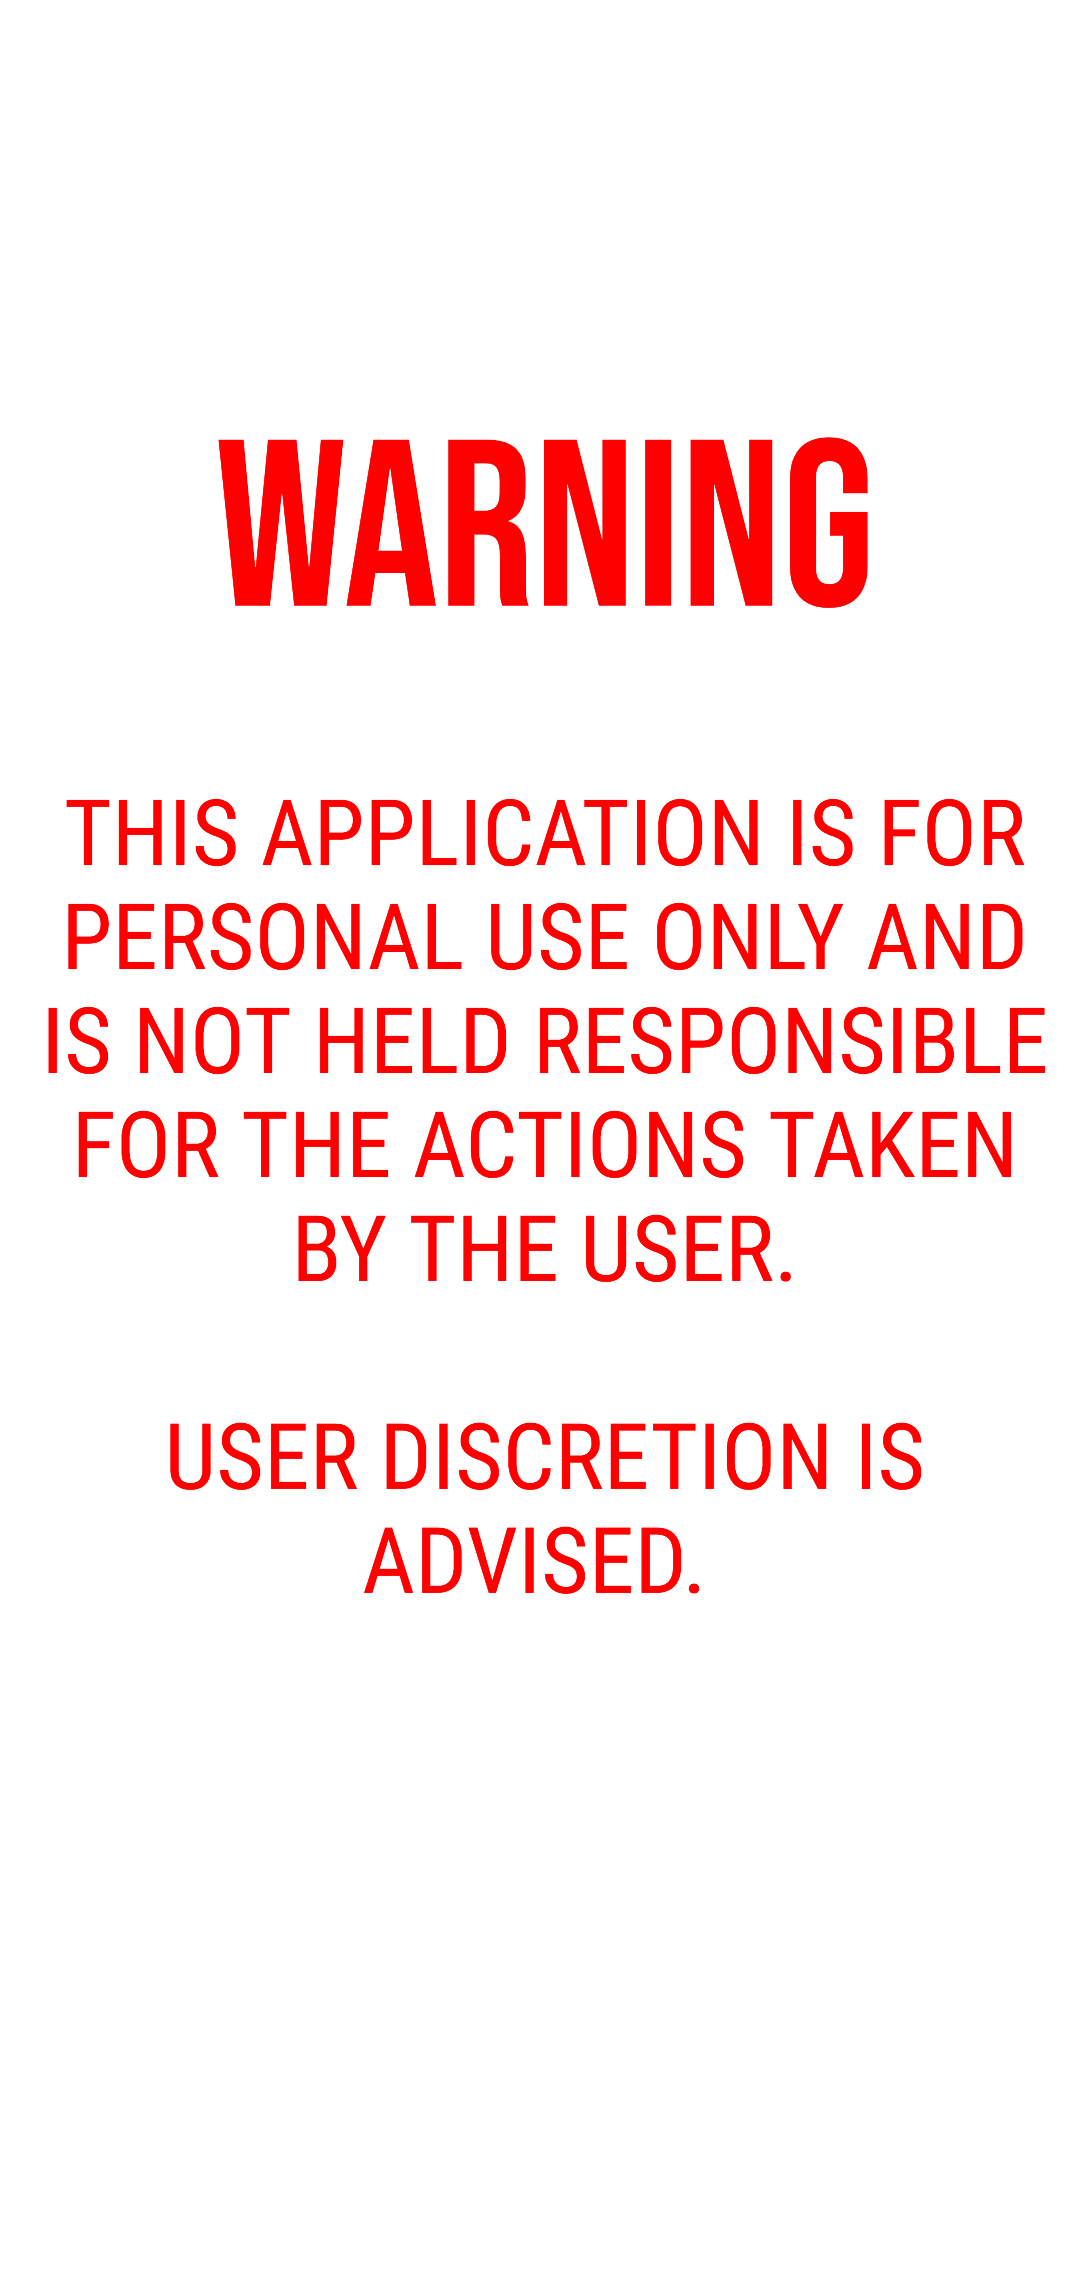 WARNING
THIS APPLICATION IS FOR
PERSONAL USE ONLY AND
IS NOT HELD RESPONSIBLE
FOR THE ACTIONS TAKEN
BY THE USER.
USER DISCRETION IS
ADVISED.